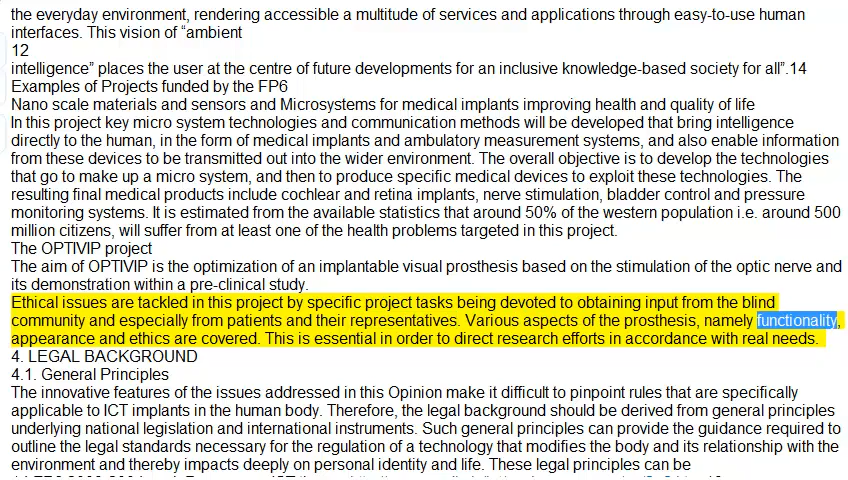 the everyday environment, rendering accessible a multitude of services and applications through easy-to-use human
interfaces. This vision of “ambient
12
intelligence” places the user at the centre of future developments for an inclusive knowledge-based society for all”.14
Examples of Projects funded by the FP6
Nano scale materials and sensors and Microsystems for medical implants improving health and quality of life
In this project key micro system technologies and communication methods will be developed that bring intelligence
directly to the human, in the form of medical implants and ambulatory measurement systems, and also enable information
from these devices to be transmitted out into the wider environment. The overall objective is to develop the technologies
that go to make up a micro system, and then to produce specific medical devices to exploit these technologies. The
resulting final medical products include cochlear and retina implants, nerve stimulation, bladder control and pressure
monitoring systems. It is estimated from the available statistics that around 50% of the western population i.e. around 500
million citizens, will suffer from at least one of the health problems targeted in this project.
The OPTIVIP project
The aim of OPTIVIP is the optimization of an implantable visual prosthesis based on the stimulation of the optic nerve and
its demonstration within a pre-clinical study.
Ethical issues are tackled in this project by specific project tasks being devoted to obtaining input from the blind
community and especially from patients and their representatives. Various aspects of the prosthesis, namely functionality,
appearance and ethics are covered. This is essential in order to direct research efforts in accordance with real needs.
4. LEGAL BACKGROUND
4.1. General Principles
The innovative features of the issues addressed in this Opinion make it difficult to pinpoint rules that are specifically
applicable to ICT implants in the human body. Therefore, the legal background should be derived from general principles
underlying national legislation and international instruments. Such general principles can provide the guidance required to
outline the legal standards necessary for the regulation of a technology that modifies the body and its relationship with the
environment and thereby impacts deeply on personal identity and life. These legal principles can be